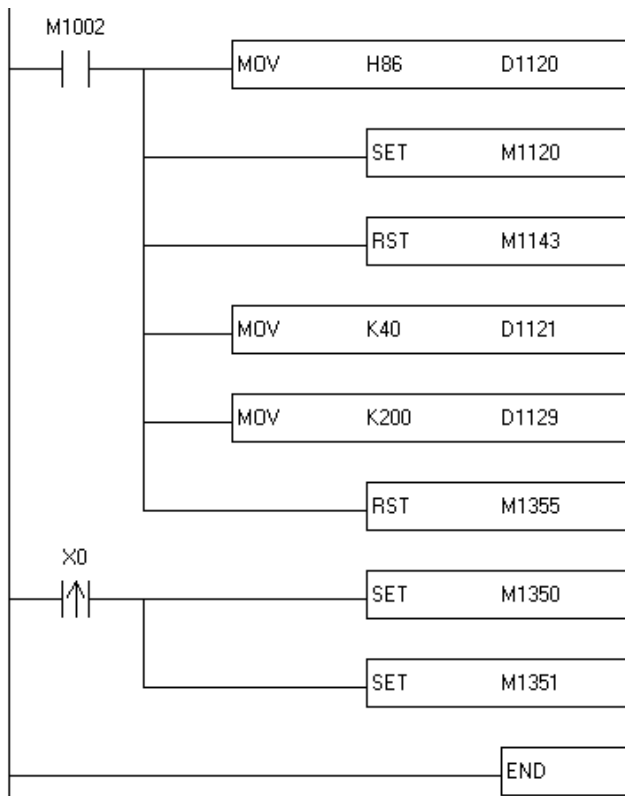 M1002
MOV H86 D1120
SET M1120
RST M1143
MOV K40 D1121
MOV K200 D1129
RST M1355
X0
SET M1350
SET M1351
END